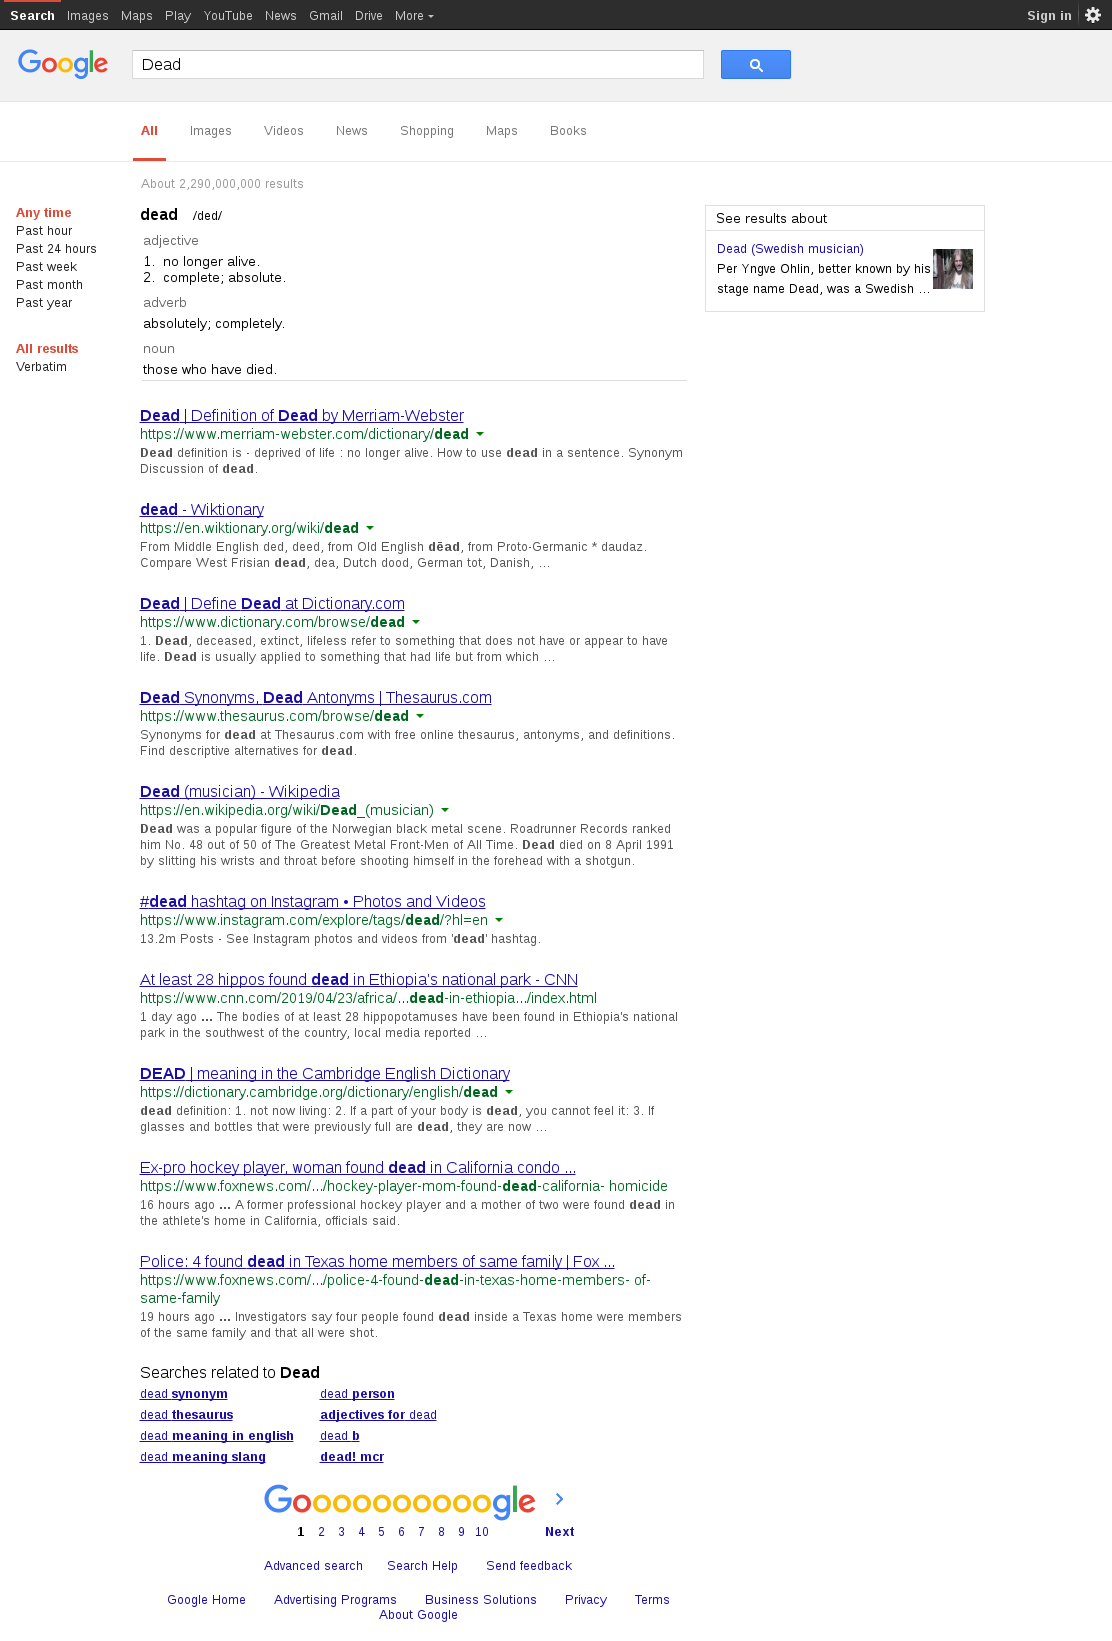 Search Images Maps Play YouTube News Gmail Drive More Sign in
Google Dead
All Images Videos News Shopping Maps Books
About 2,290,000,000 results
Any time
Past hour
Past 24 hours
Past week
Past month
Past year
All results
Verbatim
dead /ded/
adjective
1. no longer alive.
2. complete; absolute.
adverb
absolutely; completely.
noun
those who have died.
See results about
Dead (Swedish musician)
Per Yngve Ohlin, better known by his
stage name Dead, was a Swedish ...
Dead | Definition of Dead by Merriam-Webster
https://www.merriam-webster.com/dictionary/dead
Dead definition is - deprived of life : no longer alive. How to use dead in a sentence. Synonym
Discussion of dead.
dead - Wiktionary
https://en.wiktionary.org/wiki/dead
From Middle English ded, deed, from Old English dēad, from Proto-Germanic * daudaz.
Compare West Frisian dead, dea, Dutch dood, German tot, Danish, ...
Dead | Define Dead at Dictionary.com
https://www.dictionary.com/browse/dead
1. Dead, deceased, extinct, lifeless refer to something that does not have or appear to have
life. Dead is usually applied to something that had life but from which ...
Dead Synonyms, Dead Antonyms | Thesaurus.com
https://www.thesaurus.com/browse/dead
Synonyms for dead at Thesaurus.com with free online thesaurus, antonyms, and definitions.
Find descriptive alternatives for dead.
Dead (musician) - Wikipedia
https://en.wikipedia.org/wiki/Dead_(musician)
Dead was a popular figure of the Norwegian black metal scene. Roadrunner Records ranked
him No. 48 out of 50 of The Greatest Metal Front-Men of All Time. Dead died on 8 April 1991
by slitting his wrists and throat before shooting himself in the forehead with a shotgun.
#dead hashtag on Instagram • Photos and Videos
https://www.instagram.com/explore/tags/dead/?hl=en
13.2m Posts - See Instagram photos and videos from 'dead' hashtag.
At least 28 hippos found dead in Ethiopia's national park - CNN
https://www.cnn.com/2019/04/23/africa/...dead-in-ethiopia.../index.html
1 day ago ... The bodies of at least 28 hippopotamuses have been found in Ethiopia's national
park in the southwest of the country, local media reported ...
DEAD | meaning in the Cambridge English Dictionary
https://dictionary.cambridge.org/dictionary/english/dead
dead definition: 1. not now living: 2. If a part of your body is dead, you cannot feel it: 3. If
glasses and bottles that were previously full are dead, they are now ...
Ex-pro hockey player, woman found dead in California condo ...
https://www.foxnews.com/.../hockey-player-mom-found-dead-california- homicide
16 hours ago ... A former professional hockey player and a mother of two were found dead in
the athlete's home in California, officials said.
Police: 4 found dead in Texas home members of same family | Fox ...
https://www.foxnews.com/.../police-4-found-dead-in-texas-home-members- of-
same-family
19 hours ago ... Investigators say four people found dead inside a Texas home were members
of the same family and that all were shot.
Searches related to Dead
dead synonym dead person
dead thesaurus adjectives for dead
dead meaning in english dead b
dead meaning slang dead! mcr
Goooooooooogle
1 2 3 4 5 6 7 8 9 10 Next
Advanced search Search Help Send feedback
Google Home Advertising Programs Business Solutions Privacy Terms
About Google